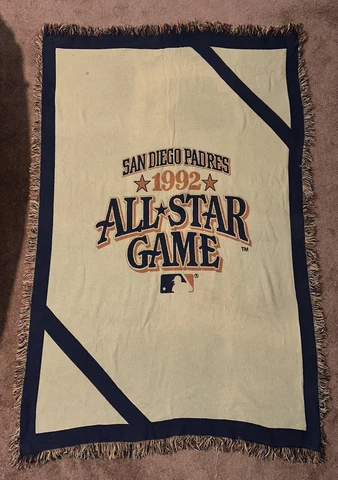 SAN DIEGO PADRES
★ 1992 ★
ALL★STAR
GAME ™
®